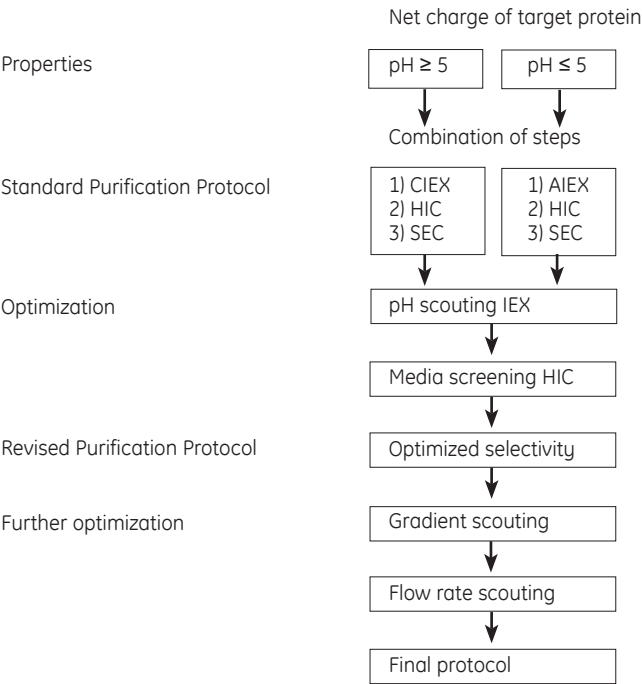 Net charge of target protein
Properties
pH ≥ 5
pH ≤ 5
Combination of steps
Standard Purification Protocol
1) CIEX
2) HIC
3) SEC
1) AIEX
2) HIC
3) SEC
Optimization
pH scouting IEX
Media screening HIC
Revised Purification Protocol
Optimized selectivity
Further optimization
Gradient scouting
Flow rate scouting
Final protocol